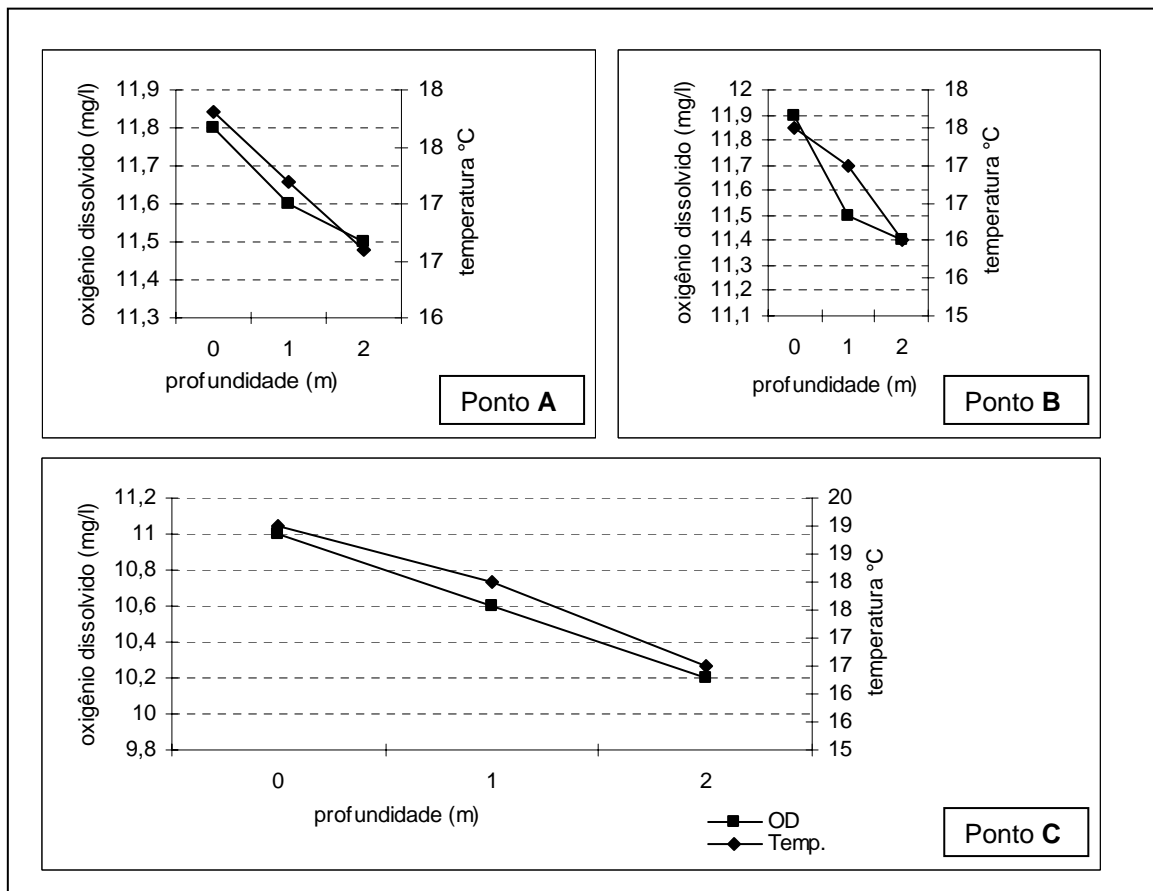 oxigênio dissolvido (mg/l)
11,9
11,8
11,7
11,6
11,5
11,4
11,3
18
18
17
17
16
temperatura °C
0 1 2
profundidade (m)
Ponto A
oxigênio dissolvido (mg/l)
12
11,9
11,8
11,7
11,6
11,5
11,4
11,3
11,2
11,1
18
18
17
17
16
16
15
temperatura °C
0 1 2
profundidade (m)
Ponto B
oxigênio dissolvido (mg/l)
11,2
11
10,8
10,6
10,4
10,2
10
9,8
20
19
19
18
18
17
17
16
16
15
temperatura °C
0 1 2
profundidade (m)
OD
Temp.
Ponto C